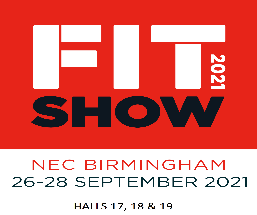 FIT
2021
SHOW
NEC BIRMINGHAM
26-28 SEPTEMBER 2021
HALLS 17, 18 & 19